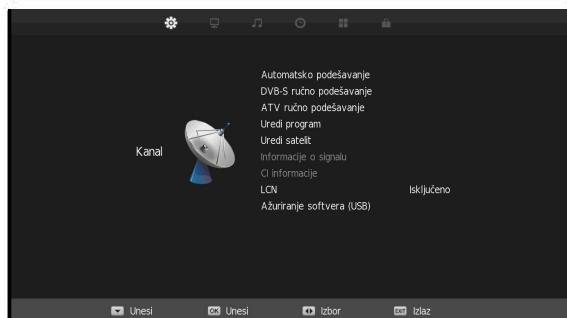 Automatsko podešavanje
DVB-S ručno podešavanje
ATV ručno podešavanje
Uredi program
Uredi satelit
Kanal
Informacije o signalu
CI informacije
LCN Isključeno
Ažuriranje softvera (USB)
Unesi OK Unesi Izbor EXIT Izlaz